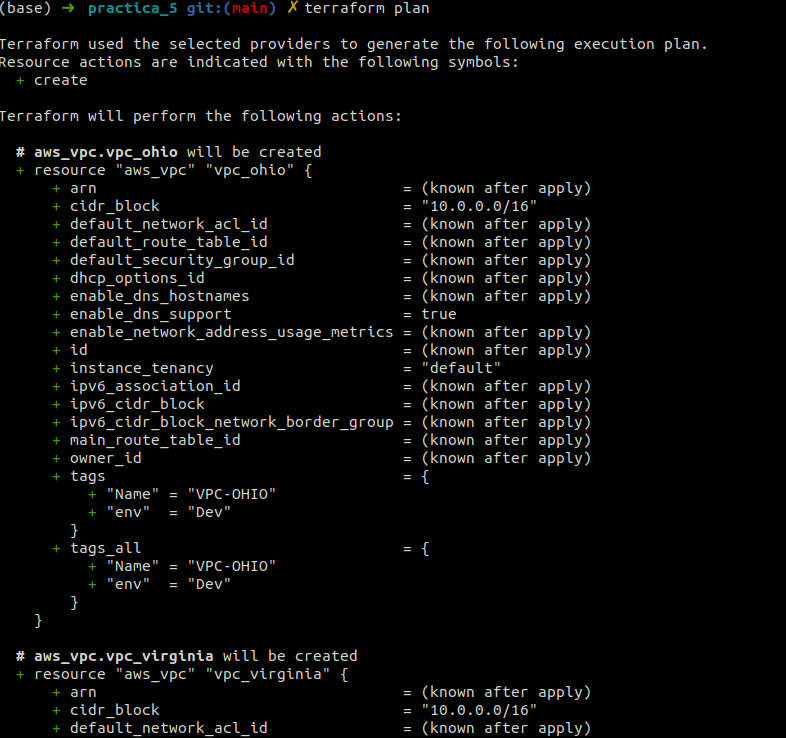 (base) → practica_5 git:(main) ✗ terraform plan
Terraform used the selected providers to generate the following execution plan.
Resource actions are indicated with the following symbols:
  + create
Terraform will perform the following actions:
  # aws_vpc.vpc_ohio will be created
  + resource "aws_vpc" "vpc_ohio" {
      + arn                                  = (known after apply)
      + cidr_block                           = "10.0.0.0/16"
      + default_network_acl_id               = (known after apply)
      + default_route_table_id               = (known after apply)
      + default_security_group_id            = (known after apply)
      + dhcp_options_id                      = (known after apply)
      + enable_dns_hostnames                 = (known after apply)
      + enable_dns_support                   = true
      + enable_network_address_usage_metrics = (known after apply)
      + id                                   = (known after apply)
      + instance_tenancy                     = "default"
      + ipv6_association_id                  = (known after apply)
      + ipv6_cidr_block                      = (known after apply)
      + ipv6_cidr_block_network_border_group = (known after apply)
      + main_route_table_id                  = (known after apply)
      + owner_id                             = (known after apply)
      + tags                                 = {
          + "Name" = "VPC-OHIO"
          + "env"  = "Dev"
        }
      + tags_all                             = {
          + "Name" = "VPC-OHIO"
          + "env"  = "Dev"
        }
    }
  # aws_vpc.vpc_virginia will be created
  + resource "aws_vpc" "vpc_virginia" {
      + arn                                  = (known after apply)
      + cidr_block                           = "10.0.0.0/16"
      + default_network_acl_id               = (known after apply)